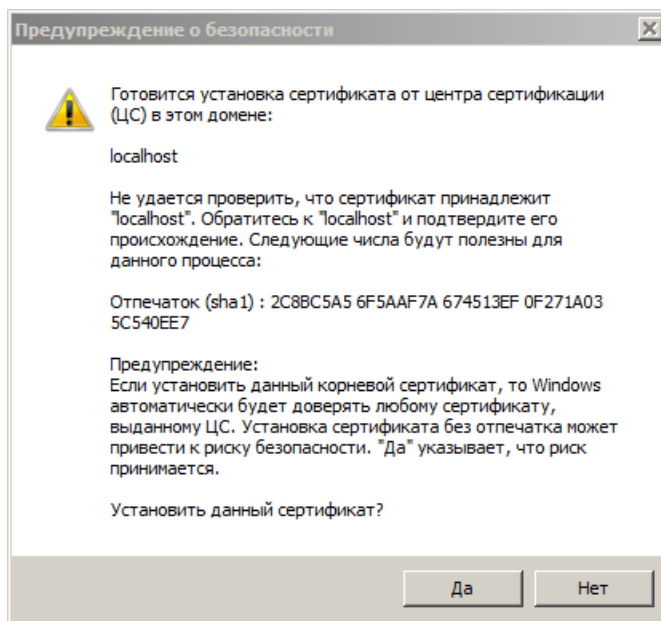 Предупреждение о безопасности
Готовится установка сертификата от центра сертификации
(ЦС) в этом домене:
localhost
Не удается проверить, что сертификат принадлежит
"localhost". Обратитесь к "localhost" и подтвердите его
происхождение. Следующие числа будут полезны для
данного процесса:
Отпечаток (sha1) : 2C8BC5A5 6F5AAF7A 674513EF 0F271A03
5C540EE7
Предупреждение:
Если установить данный корневой сертификат, то Windows
автоматически будет доверять любому сертификату,
выданному ЦС. Установка сертификата без отпечатка может
привести к риску безопасности. "Да" указывает, что риск
принимается.
Установить данный сертификат?
Да Нет